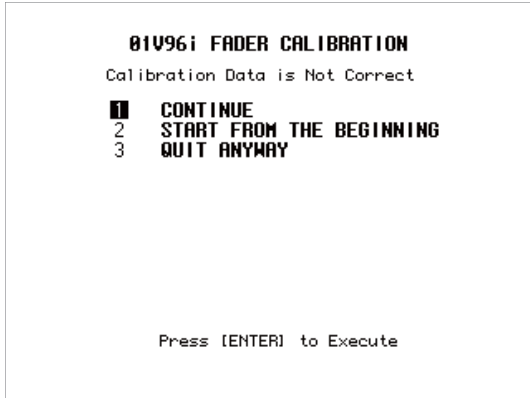 01V96i FADER CALIBRATION
Calibration Data is Not Correct
1 CONTINUE
2 START FROM THE BEGINNING
3 QUIT ANYWAY
Press [ENTER] to Execute